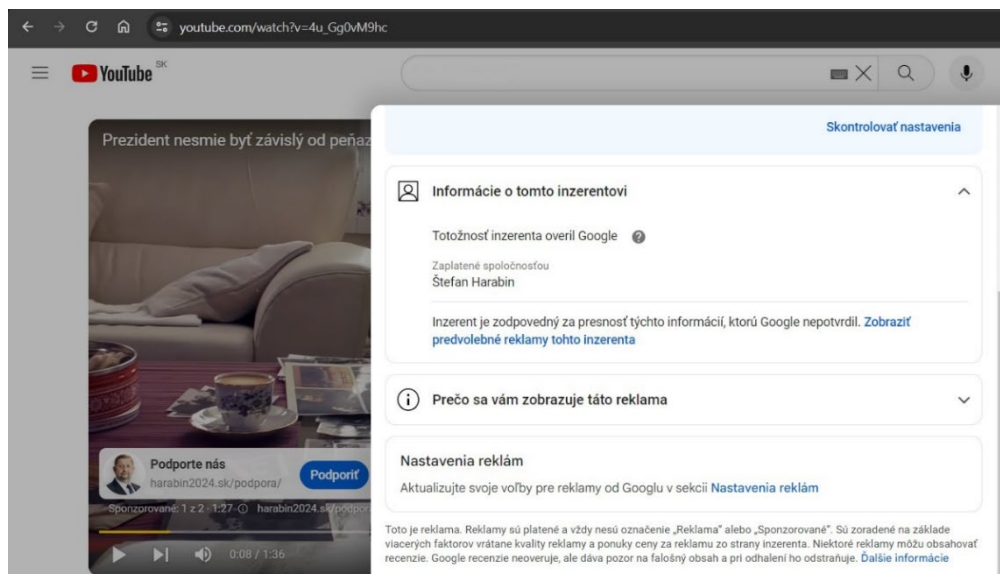 youtube.com/watch?v=4u_Gg0vM9hc
YouTube SK
Prezident nesmie byť závislý od peňaz
Skontrolovať nastavenia
Informácie o tomto inzerentovi
Totožnosť inzerenta overil Google
Zaplatené spoločnosťou
Štefan Harabin
Inzerent je zodpovedný za presnosť týchto informácií, ktorú Google nepotvrdil. Zobraziť
predvolebné reklamy tohto inzerenta
Prečo sa vám zobrazuje táto reklama
Nastavenia reklám
Aktualizujte svoje voľby pre reklamy od Googlu v sekcii Nastavenia reklám
Toto je reklama. Reklamy sú platené a vždy nesú označenie „Reklama" alebo „Sponzorované". Sú zoradené na základe
viacerých faktorov vrátane kvality reklamy a ponuky ceny za reklamu zo strany inzerenta. Niektoré reklamy môžu obsahovať
recenzie. Google recenzie neoveruje, ale dáva pozor na falošný obsah a pri odhalení ho odstraňuje. Ďalšie informácie
Podporte nás
harabin2024.sk/podpora/
Podporiť
Sponzorované: 1 z 2 · 1:27 harabin2024.sk/podpor
0:08 / 1:36